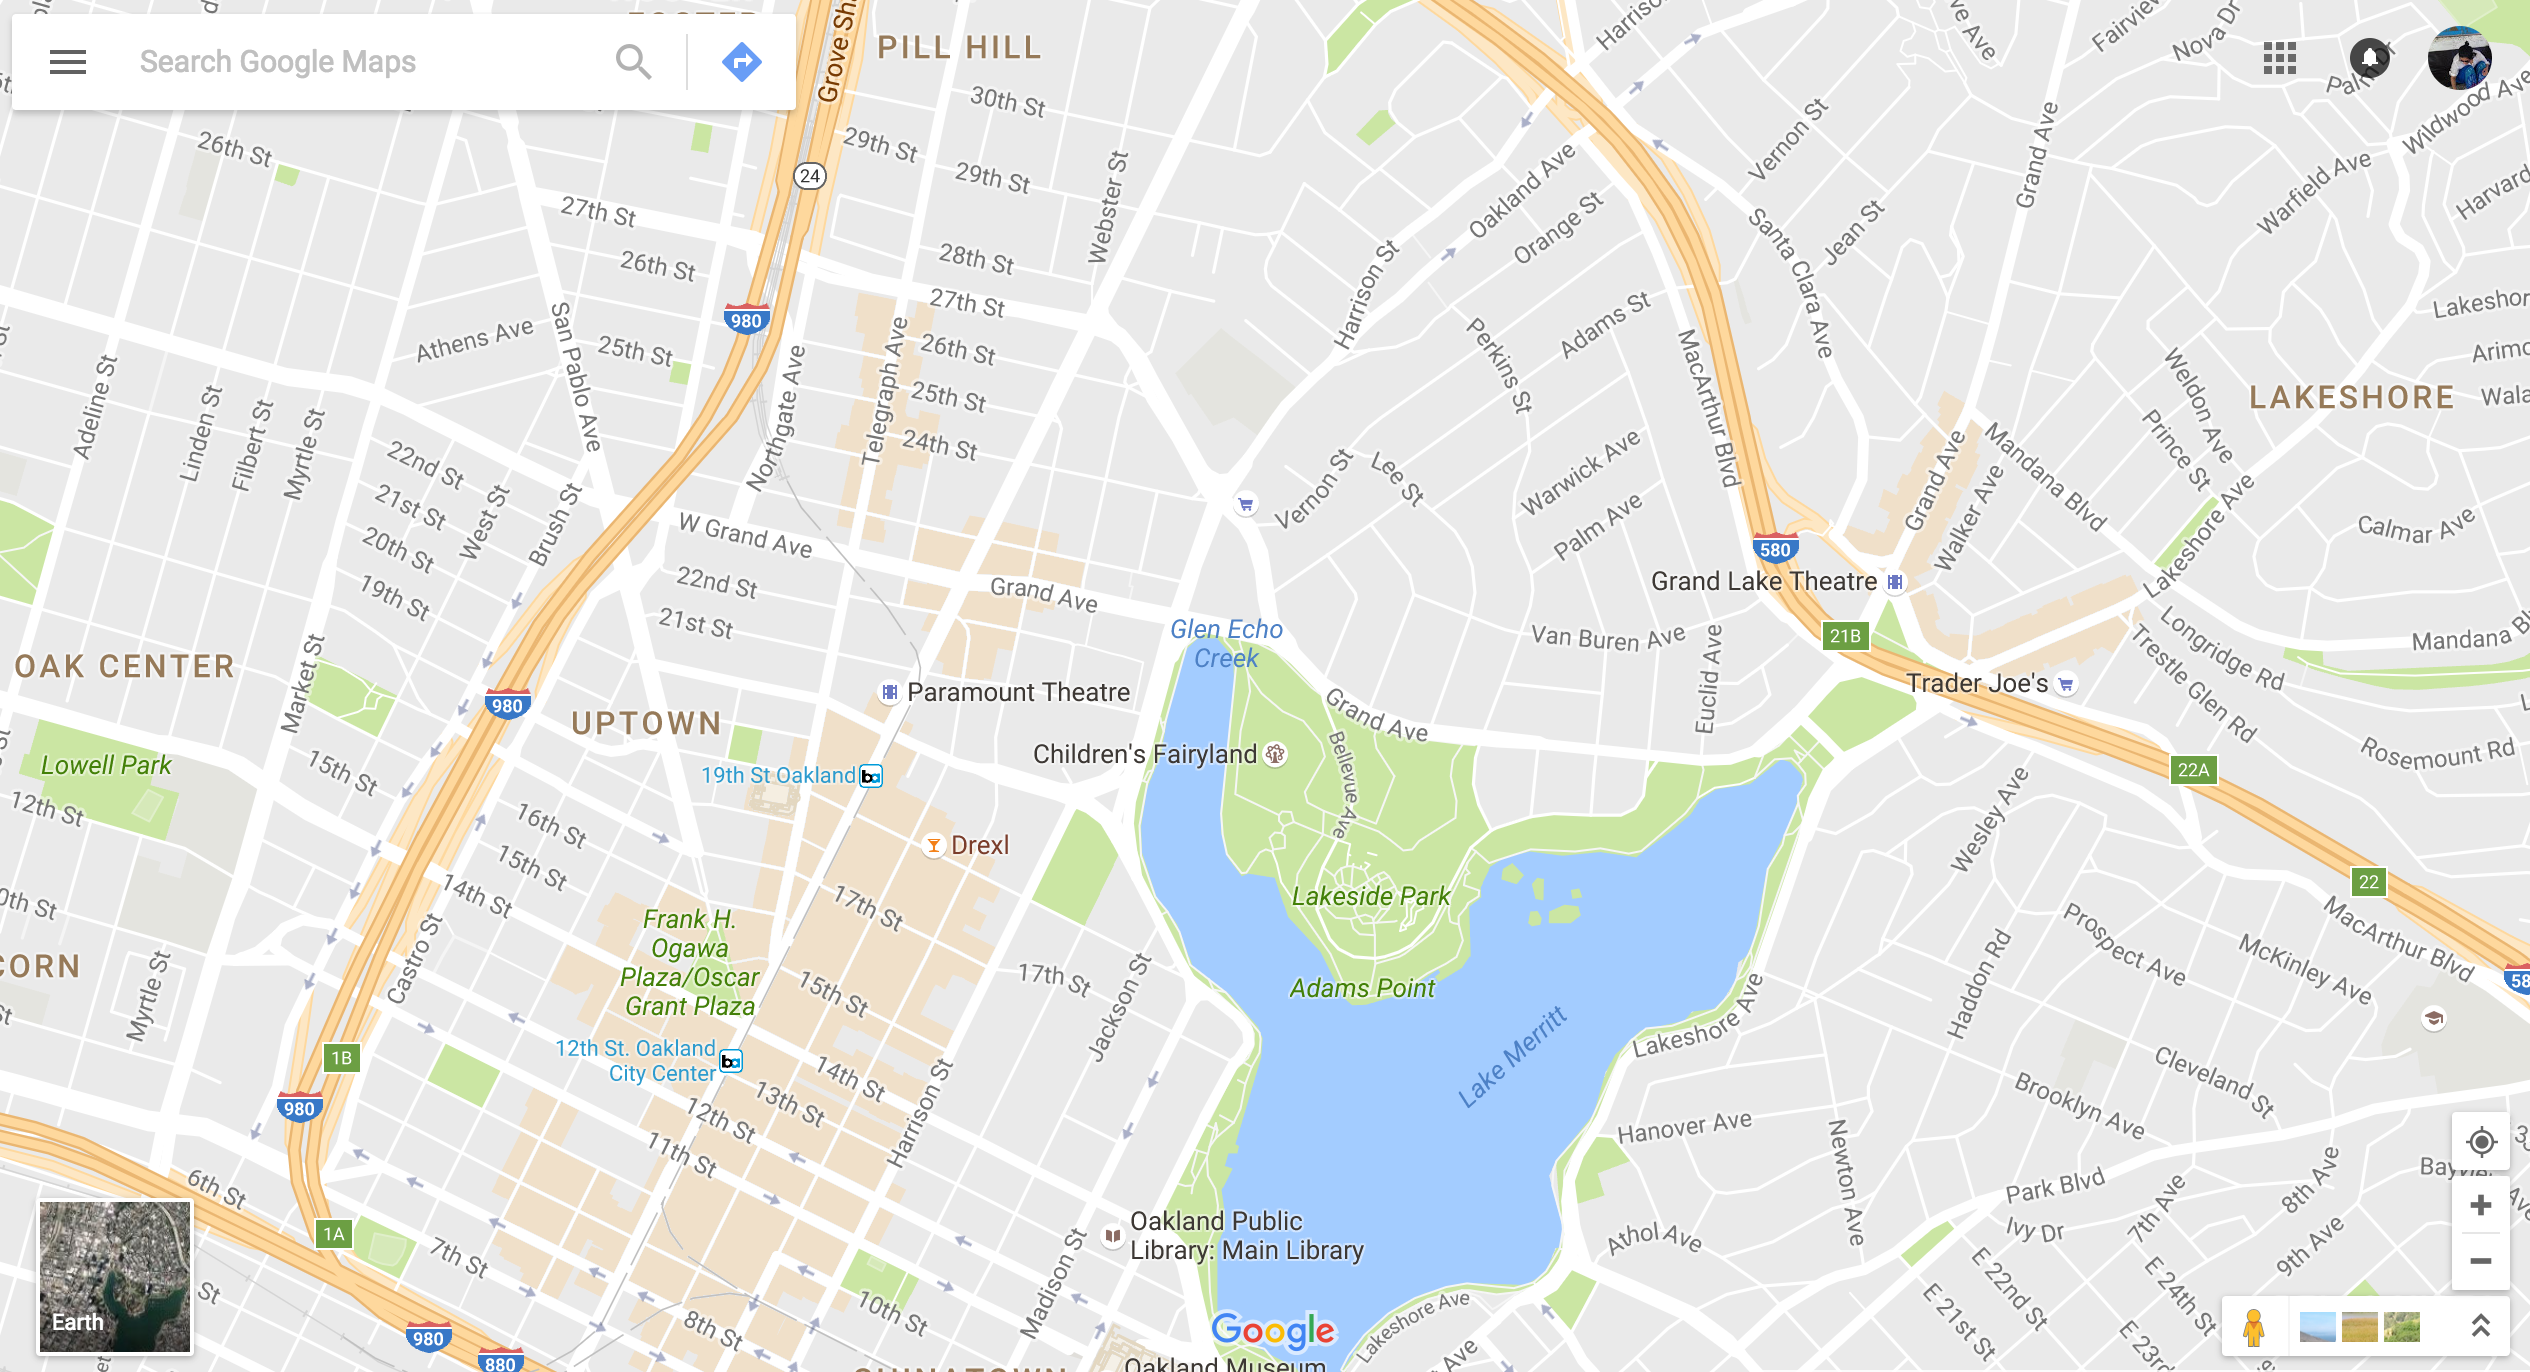 Search Google Maps
PILL HILL
Grove Sha
30th St
29th St
29th St
28th St
27th St
26th St
25th St
24th St
26th St
27th St
26th St
25th St
24
980
Webster St
Telegraph Ave
Northgate Ave
San Pablo Ave
Athens Ave
Adeline St
Linden St
Filbert St
Myrtle St
22nd St
21st St
20th St
19th St
West St
Brush St
W Grand Ave
22nd St
21st St
Grand Ave
Harrison
Oakland Ave
Orange St
Harrison St
Adams St
Perkins St
Vernon St
Santa Clara Ave
Jean St
Grand Ave
Fairview
Nova Dr
Palm
Wildwood Ave
Warfield Ave
Harvard
Lakeshor
Arimo
Wala
LAKESHORE
Weldon Ave
Prince St
Mandana Blvd
Lakeshore Ave
Calmar Ave
MacArthur Blvd
Grand Ave
Walker Ave
Vernon St
Lee St
Warwick Ave
Palm Ave
580
Grand Lake Theatre
21B
Van Buren Ave
Euclid Ave
Trader Joe's
Longridge Rd
Trestle Glen Rd
Mandana Bl
Rosemount Rd
22A
22
MacArthur Blvd
58
OAK CENTER
Market St
980
UPTOWN
Paramount Theatre
Glen Echo
Creek
Grand Ave
Bellevue Ave
Children's Fairyland
19th St Oakland
Lowell Park
15th St
12th St
0th St
CORN
Myrtle St
16th St
15th St
14th St
Castro St
Drexl
17th St
Frank H.
Ogawa
Plaza/Oscar
Grant Plaza
15th St
17th St
Jackson St
Lakeside Park
Adams Point
Lake Merritt
Lakeshore Ave
Wesley Ave
Prospect Ave
McKinley Ave
Haddon Rd
Cleveland St
Brooklyn Ave
Hanover Ave
Newton Ave
Park Blvd
Athol Ave
Ivy Dr
7th Ave
8th Ave
9th Ave
E 21st St
E 22nd St
E 23rd
E 24th St
12th St. Oakland
City Center
14th St
13th St
12th St
11th St
Harrison St
1B
980
6th St
1A
7th St
8th St
10th St
Madison St
Oakland Public
Library: Main Library
Lakeshore Ave
Google
Oakland Museum
980
880
Earth